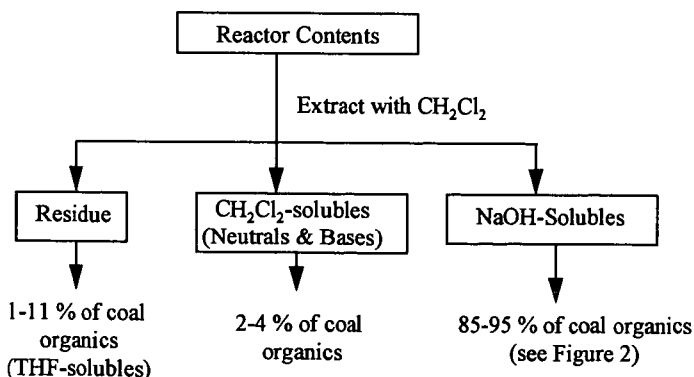 Reactor Contents
Extract with CH₂Cl₂
Residue
CH₂Cl₂-solubles
(Neutrals & Bases)
NaOH-Solubles
1-11 % of coal
organics
(THF-solubles)
2-4 % of coal
organics
85-95 % of coal organics
(see Figure 2)